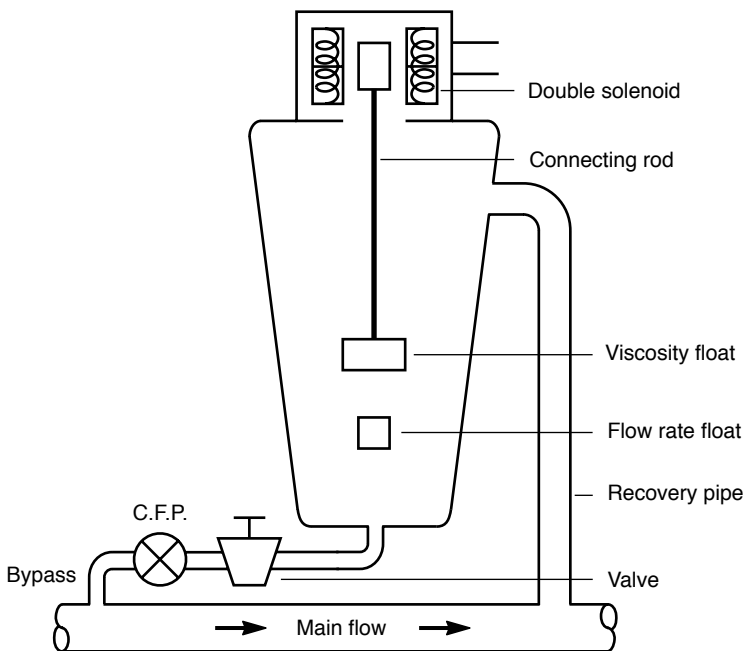 Double solenoid
Connecting rod
Viscosity float
Flow rate float
Recovery pipe
C.F.P.
Bypass
Valve
Main flow